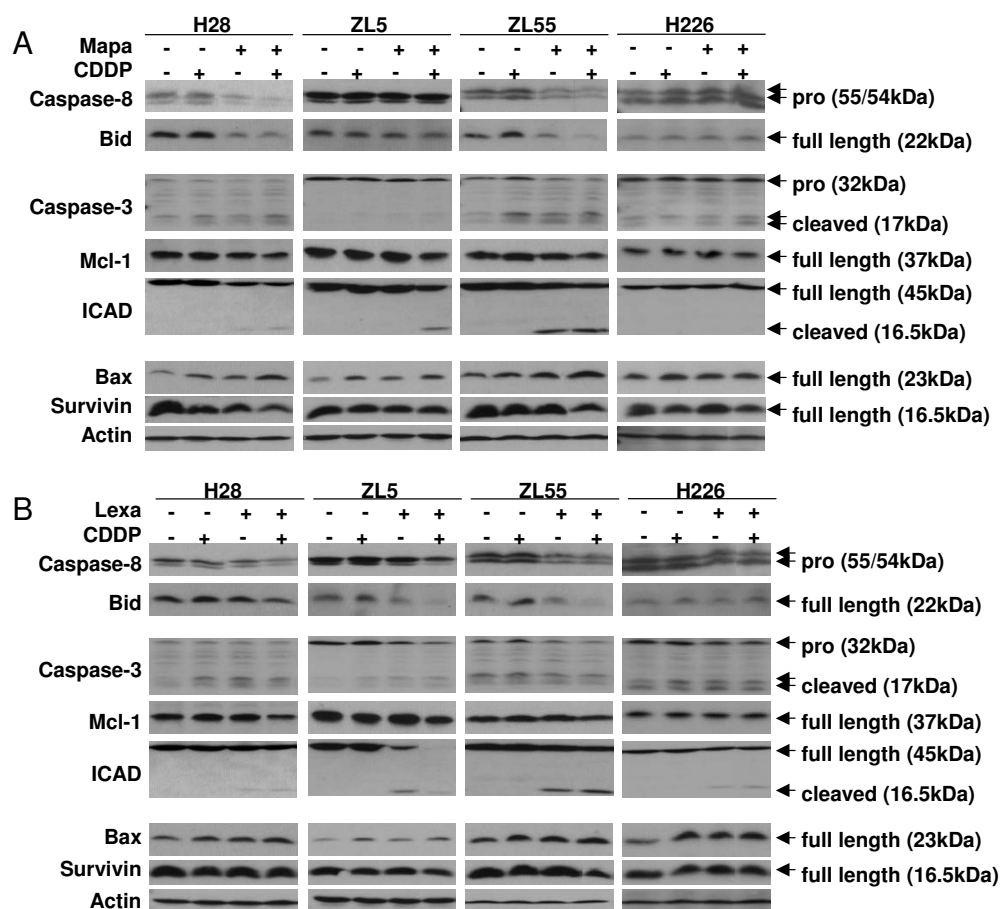 A
H28 ZL5 ZL55 H226
Mapa - - + + - - + + - - + + - - + +
CDDP - + - + - + - + - + - + - + - +
Caspase-8 pro (55/54kDa)
Bid full length (22kDa)
pro (32kDa)
Caspase-3
cleaved (17kDa)
Mcl-1 full length (37kDa)
full length (45kDa)
ICAD
cleaved (16.5kDa)
Bax full length (23kDa)
Survivin full length (16.5kDa)
Actin
B
H28 ZL5 ZL55 H226
Lexa - - + + - - + + - - + + - - + +
CDDP - + - + - + - + - + - + - + - +
Caspase-8 pro (55/54kDa)
Bid full length (22kDa)
pro (32kDa)
Caspase-3
cleaved (17kDa)
Mcl-1 full length (37kDa)
full length (45kDa)
ICAD
cleaved (16.5kDa)
Bax full length (23kDa)
Survivin full length (16.5kDa)
Actin